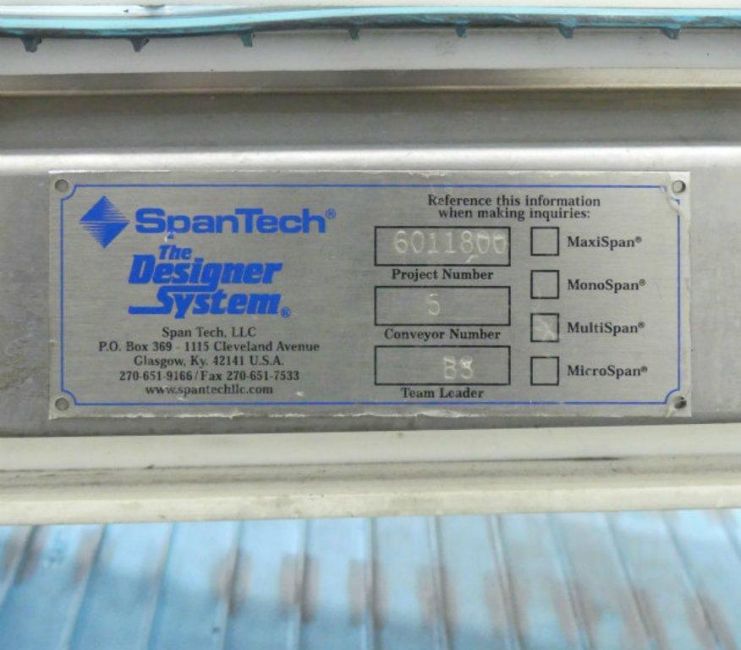 SpanTech®
The
Designer
System®
Span Tech, LLC
P.O. Box 369 - 1115 Cleveland Avenue
Glasgow, Ky. 42141 U.S.A.
270-651-9166/Fax 270-651-7533
www.spantechllc.com
Reference this information
when making inquiries:
6011800
Project Number
5
Conveyor Number
Team Leader
MaxiSpan®
MonoSpan®
X MultiSpan®
MicroSpan®